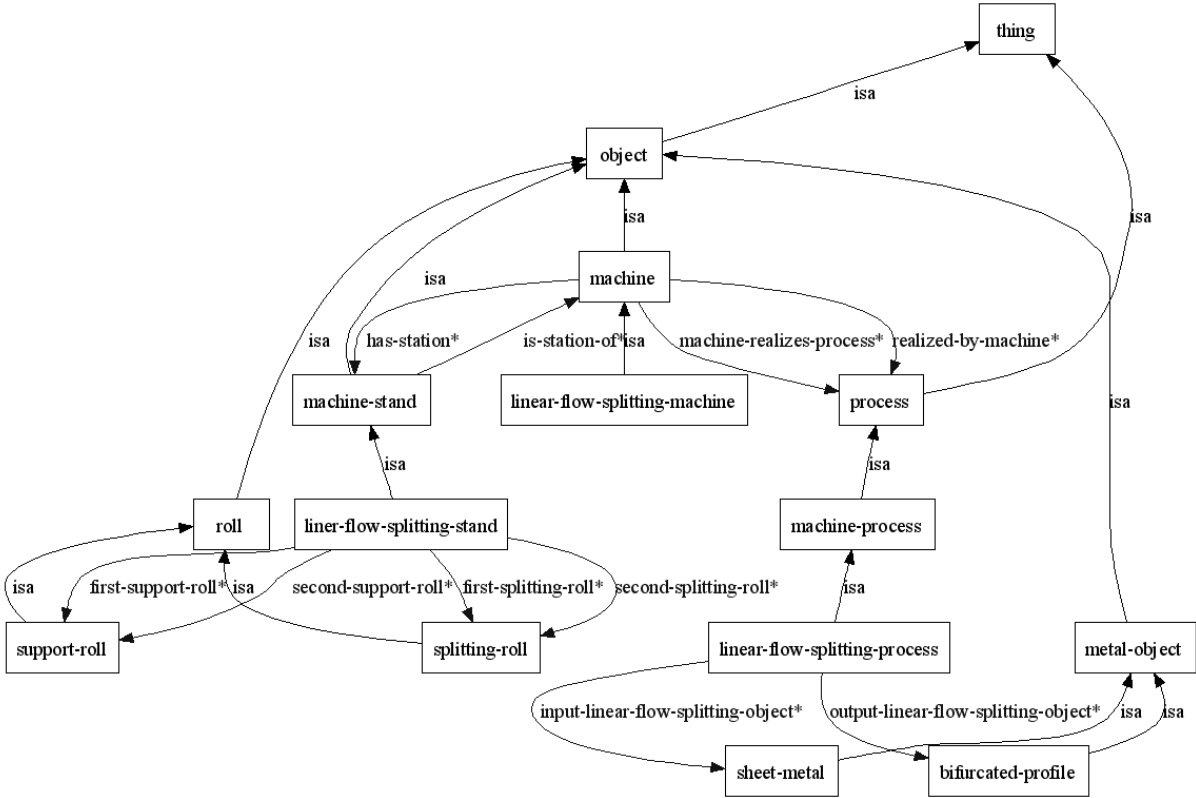 thing
isa
object
isa
isa
machine
isa
has-station*
is-station-of*
isa
machine-realizes-process*
realized-by-machine*
isa
machine-stand
linear-flow-splitting-machine
process
isa
isa
isa
roll
liner-flow-splitting-stand
machine-process
isa
first-support-roll*
isa
second-support-roll*
first-splitting-roll*
second-splitting-roll*
isa
support-roll
splitting-roll
linear-flow-splitting-process
metal-object
input-linear-flow-splitting-object*
output-linear-flow-splitting-object*
isa
isa
sheet-metal
bifurcated-profile